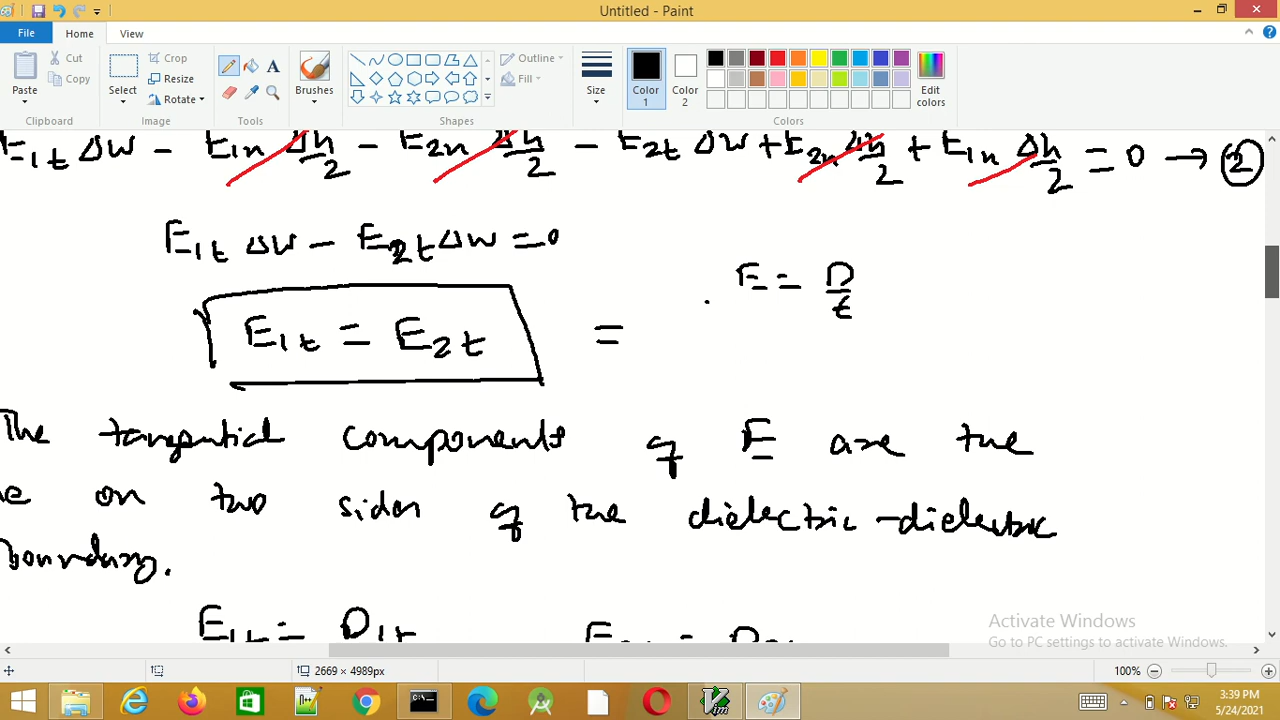 Untitled - Paint
File Home View
Paste Cut Copy Clipboard
Select Crop Resize Rotate Image
Tools
Brushes
Outline Fill Shapes
Size
Color 1 Color 2 Edit colors Colors
E1t ΔW - E1n Δh/2 - E2n Δh/2 - E2t ΔW + E2n Δh/2 + E1n Δh/2 = 0 → 2
E1t ΔW - E2t ΔW = 0
E = D/ε
E1t = E2t =
The tangential components of E are the
on two sides of the dielectric-dielectric
boundary.
E1t = D1t
Activate Windows
Go to PC settings to activate Windows.
2669 × 4989px 100%
3:39 PM
5/24/2021